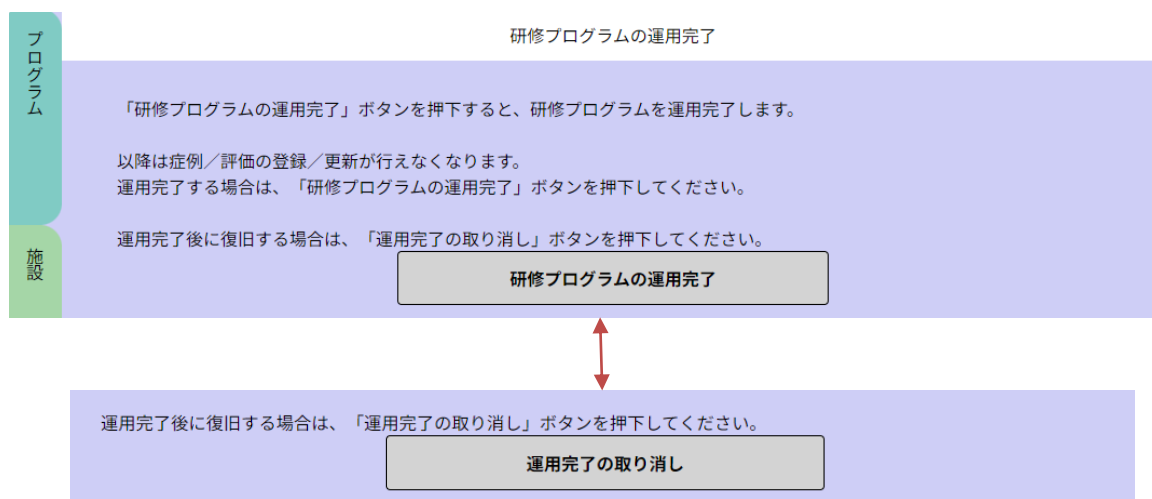 プログラム
研修プログラムの運用完了
「研修プログラムの運用完了」ボタンを押下すると、研修プログラムを運用完了します。
以降は症例／評価の登録／更新が行えなくなります。
運用完了する場合は、「研修プログラムの運用完了」ボタンを押下してください。
運用完了後に復旧する場合は、「運用完了の取り消し」ボタンを押下してください。
施設
研修プログラムの運用完了
運用完了後に復旧する場合は、「運用完了の取り消し」ボタンを押下してください。
運用完了の取り消し